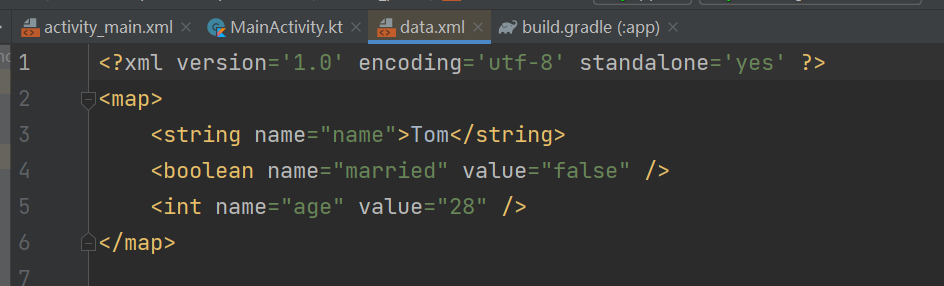 activity_main.xml MainActivity.kt data.xml build.gradle (:app)
1 <?xml version='1.0' encoding='utf-8' standalone='yes' ?>
2 <map>
3 <string name="name">Tom</string>
4 <boolean name="married" value="false" />
5 <int name="age" value="28" />
6 </map>
7